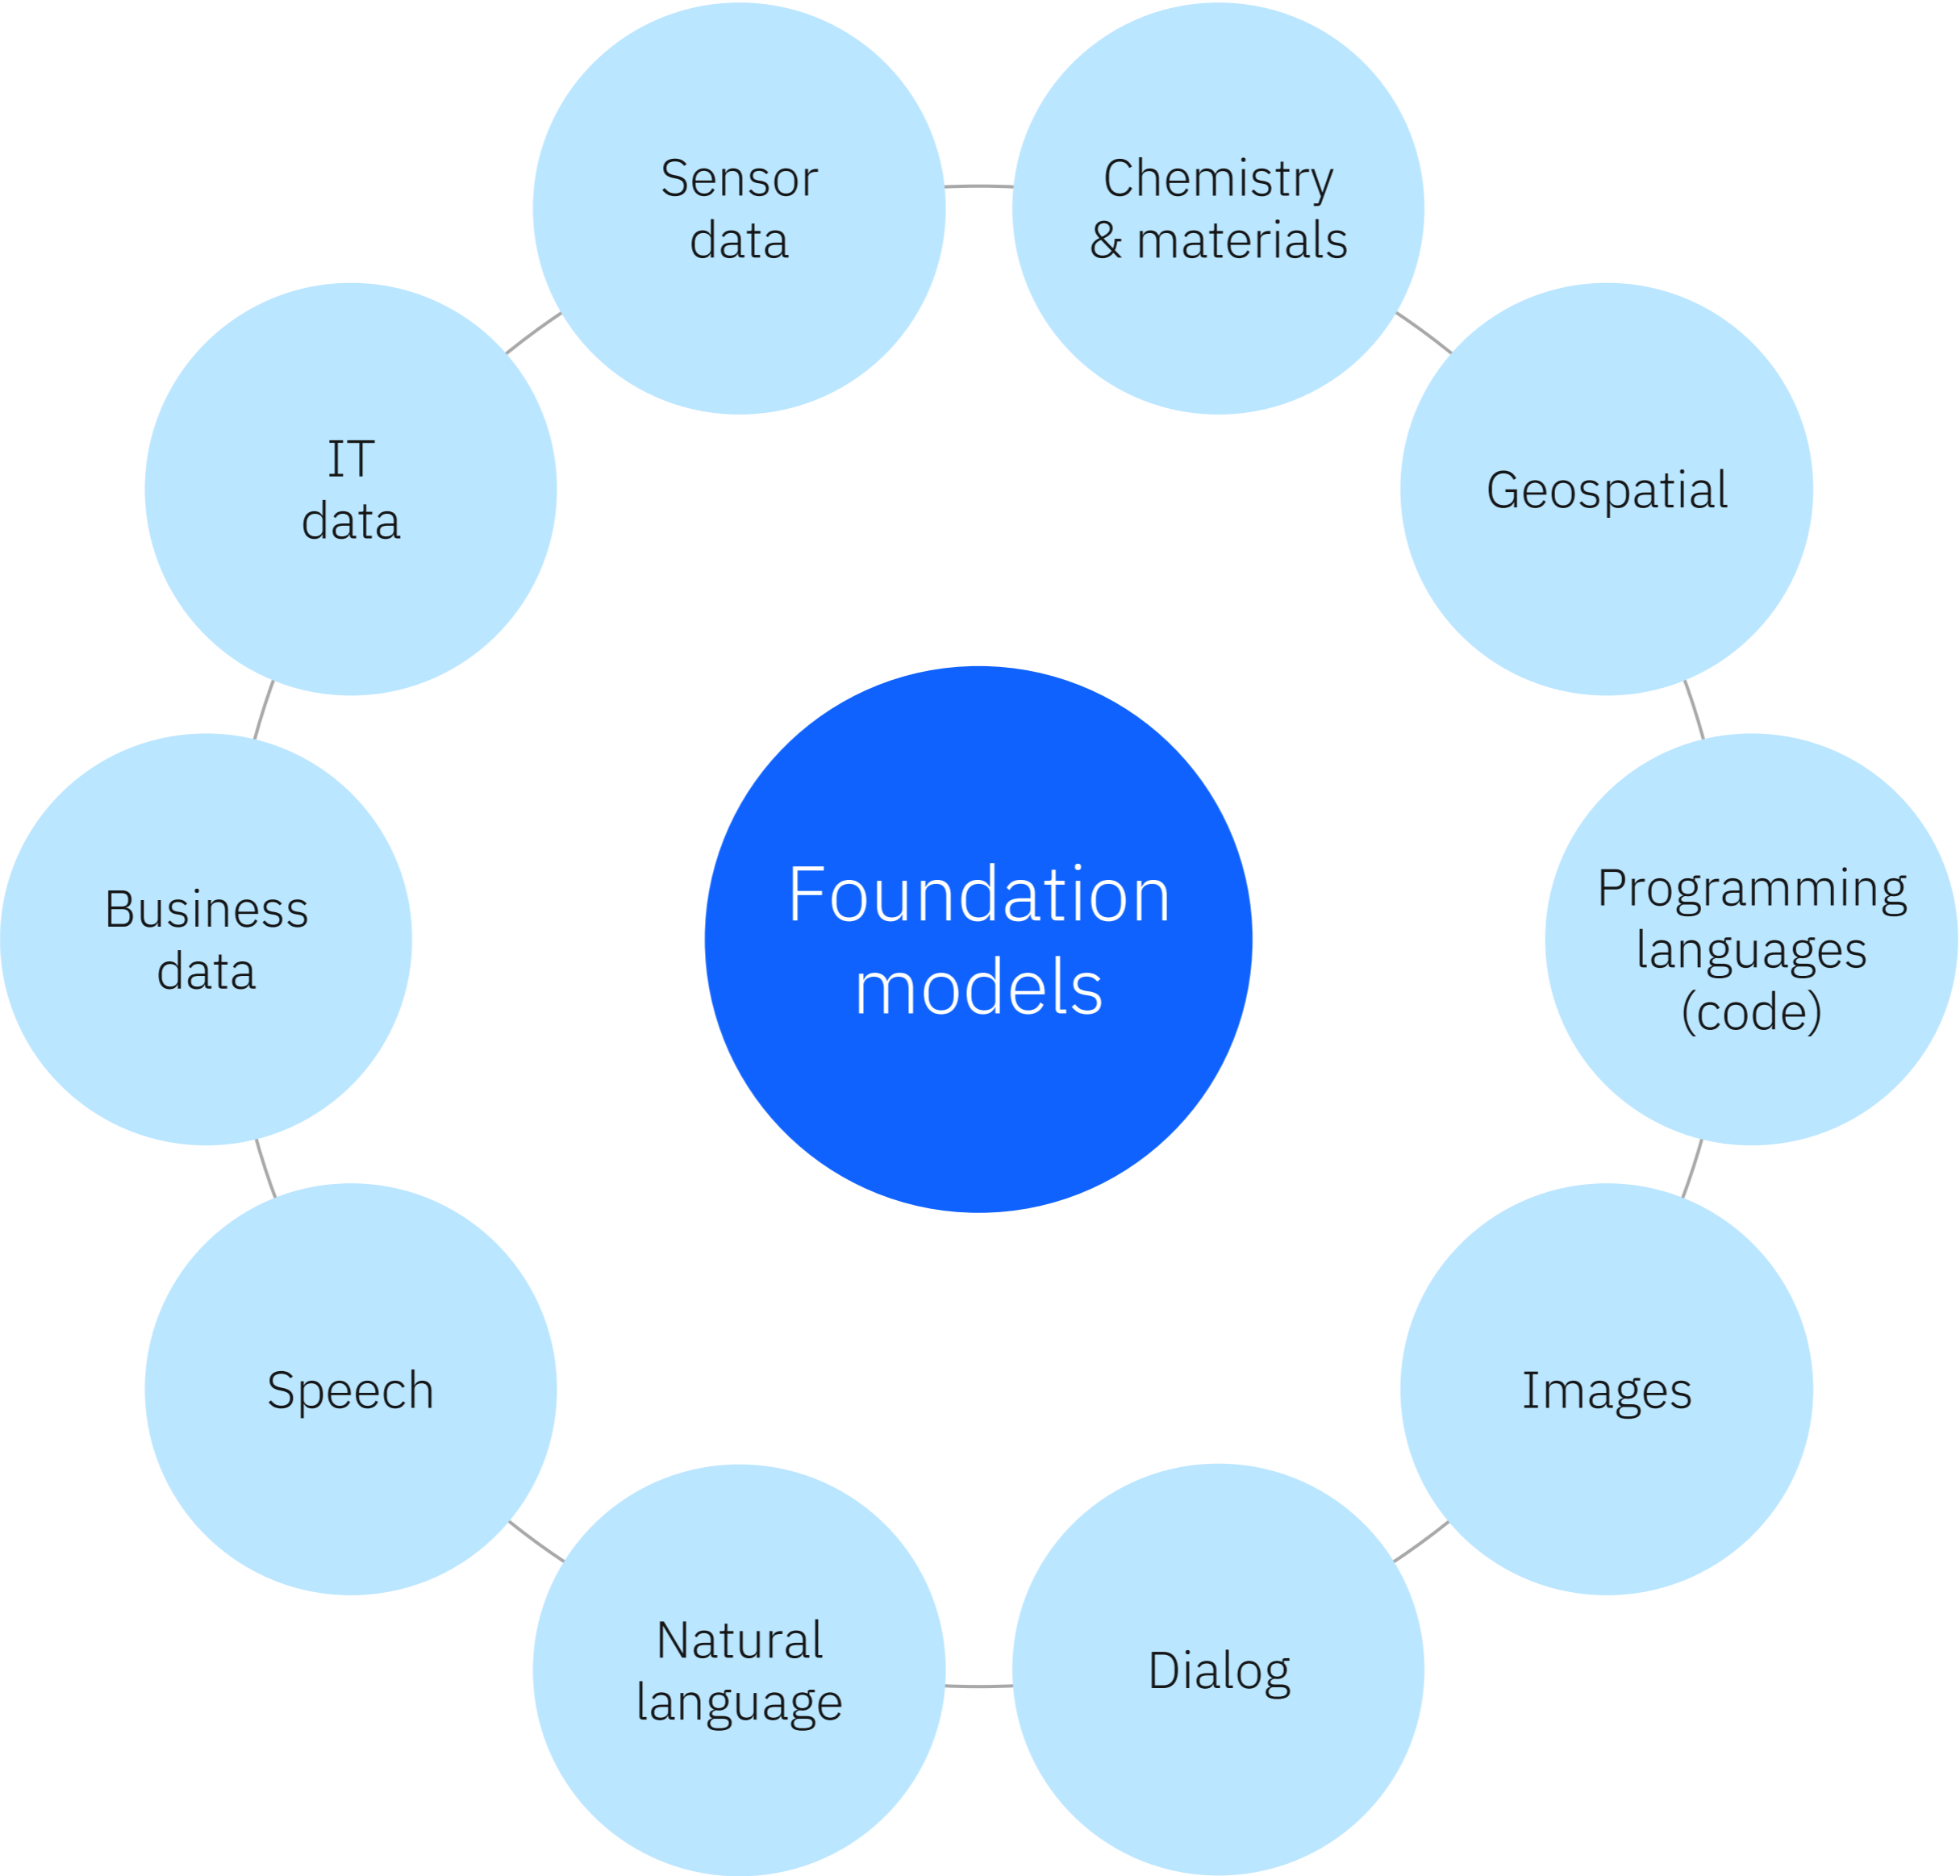 Sensor
data
Chemistry
& materials
IT
data
Geospatial
Foundation
models
Business
data
Programming
languages
(code)
Speech
Images
Natural
language
Dialog